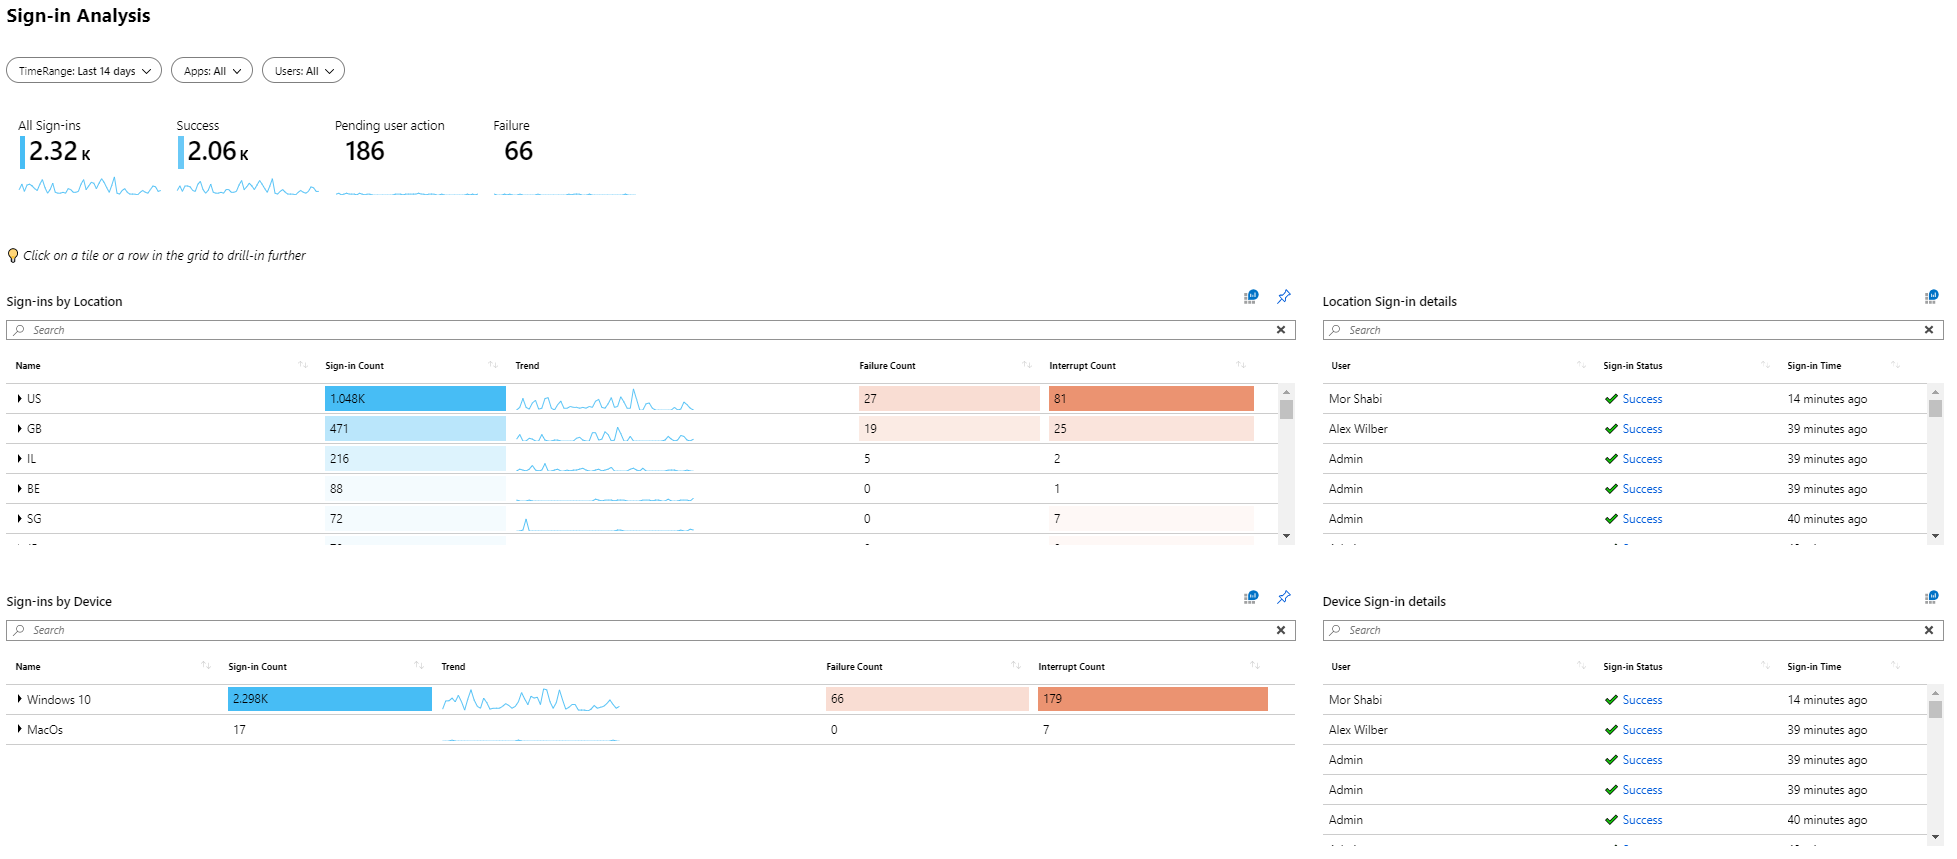 Sign-in Analysis
TimeRange: Last 14 days
Apps: All
Users: All
All Sign-ins
2.32 K
Success
2.06 K
Pending user action
186
Failure
66
Click on a tile or a row in the grid to drill-in further
Sign-ins by Location
Search
Name Sign-in Count Trend Failure Count Interrupt Count
US 1.048K 27 81
GB 471 19 25
IL 216 5 2
BE 88 0 1
SG 72 0 7
Location Sign-in details
Search
User Sign-in Status Sign-in Time
Mor Shabi Success 14 minutes ago
Alex Wilber Success 39 minutes ago
Admin Success 39 minutes ago
Admin Success 39 minutes ago
Admin Success 40 minutes ago
Sign-ins by Device
Search
Name Sign-in Count Trend Failure Count Interrupt Count
Windows 10 2.298K 66 179
MacOs 17 0 7
Device Sign-in details
Search
User Sign-in Status Sign-in Time
Mor Shabi Success 14 minutes ago
Alex Wilber Success 39 minutes ago
Admin Success 39 minutes ago
Admin Success 39 minutes ago
Admin Success 40 minutes ago